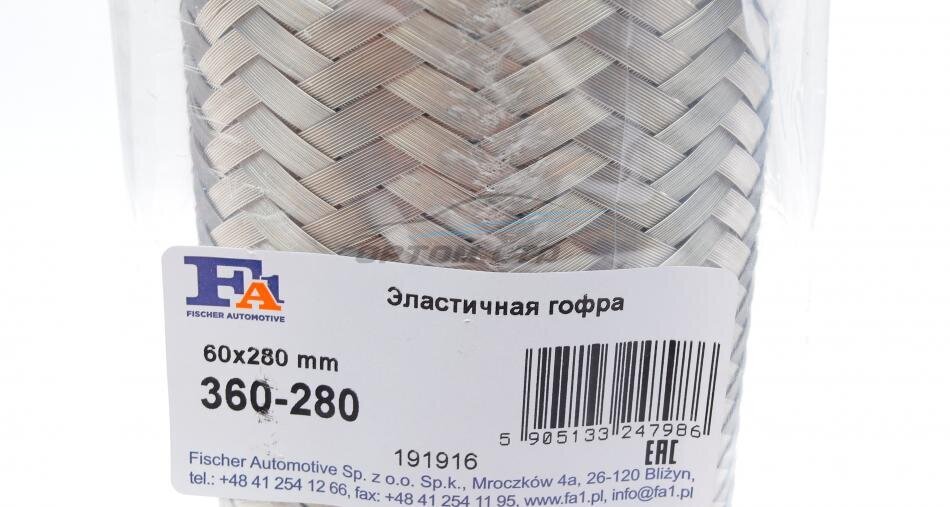 FA1
FISCHER AUTOMOTIVE
Эластичная гофра
60x280 mm
360-280
5 905133 247986
191916
EAC
Fischer Automotive Sp. z o.o. Sp.k., Mroczków 4a, 26-120 Bliżyn,
tel.: +48 41 254 12 66, fax: +48 41 254 11 95, www.fa1.pl, info@fa1.pl